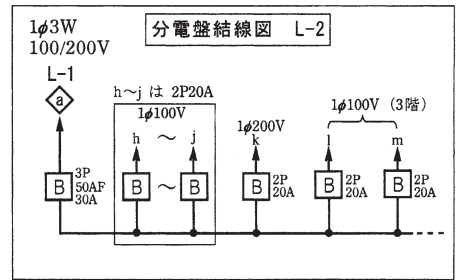 1φ3W
100/200V
分電盤結線図 L-2
L-1
a
h～j は 2P20A
1φ100V
h ～ j
1φ200V
k
1φ100V (3階)
l
m
B
3P
50AF
30A
B ～ B
B
2P
20A
B
2P
20A
B
2P
20A